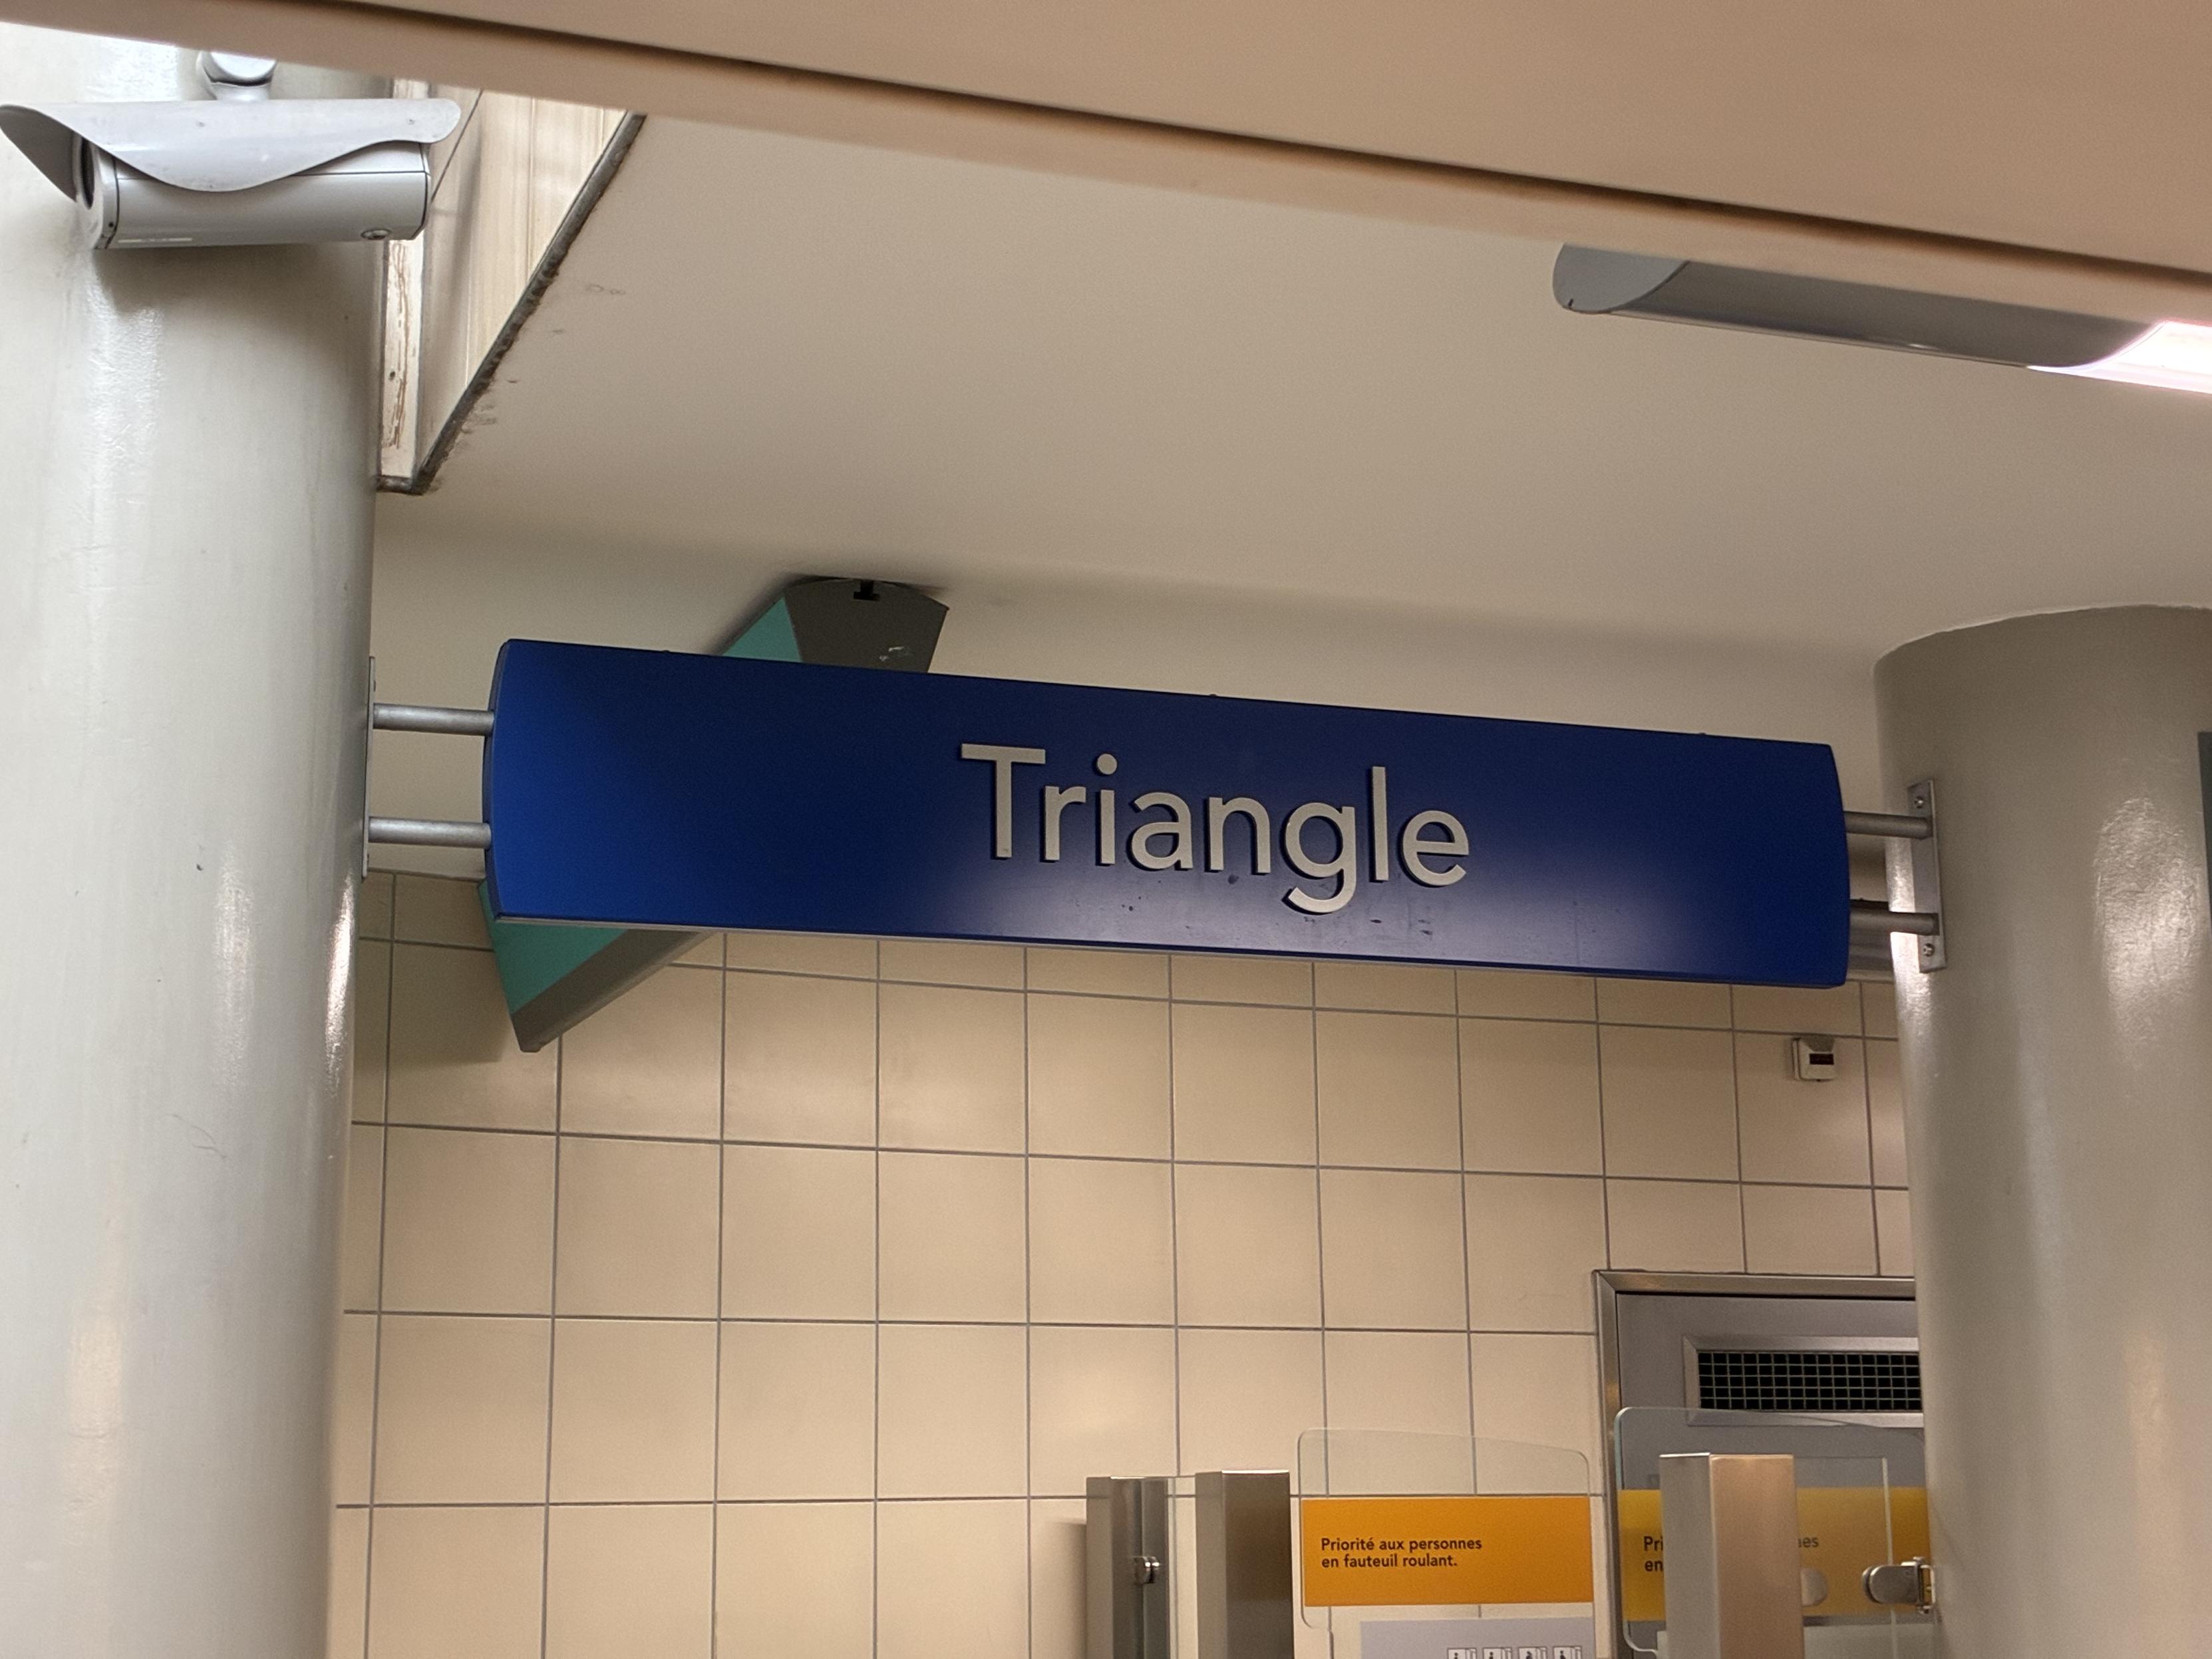 Triangle
Priorité aux personnes
en fauteuil roulant.